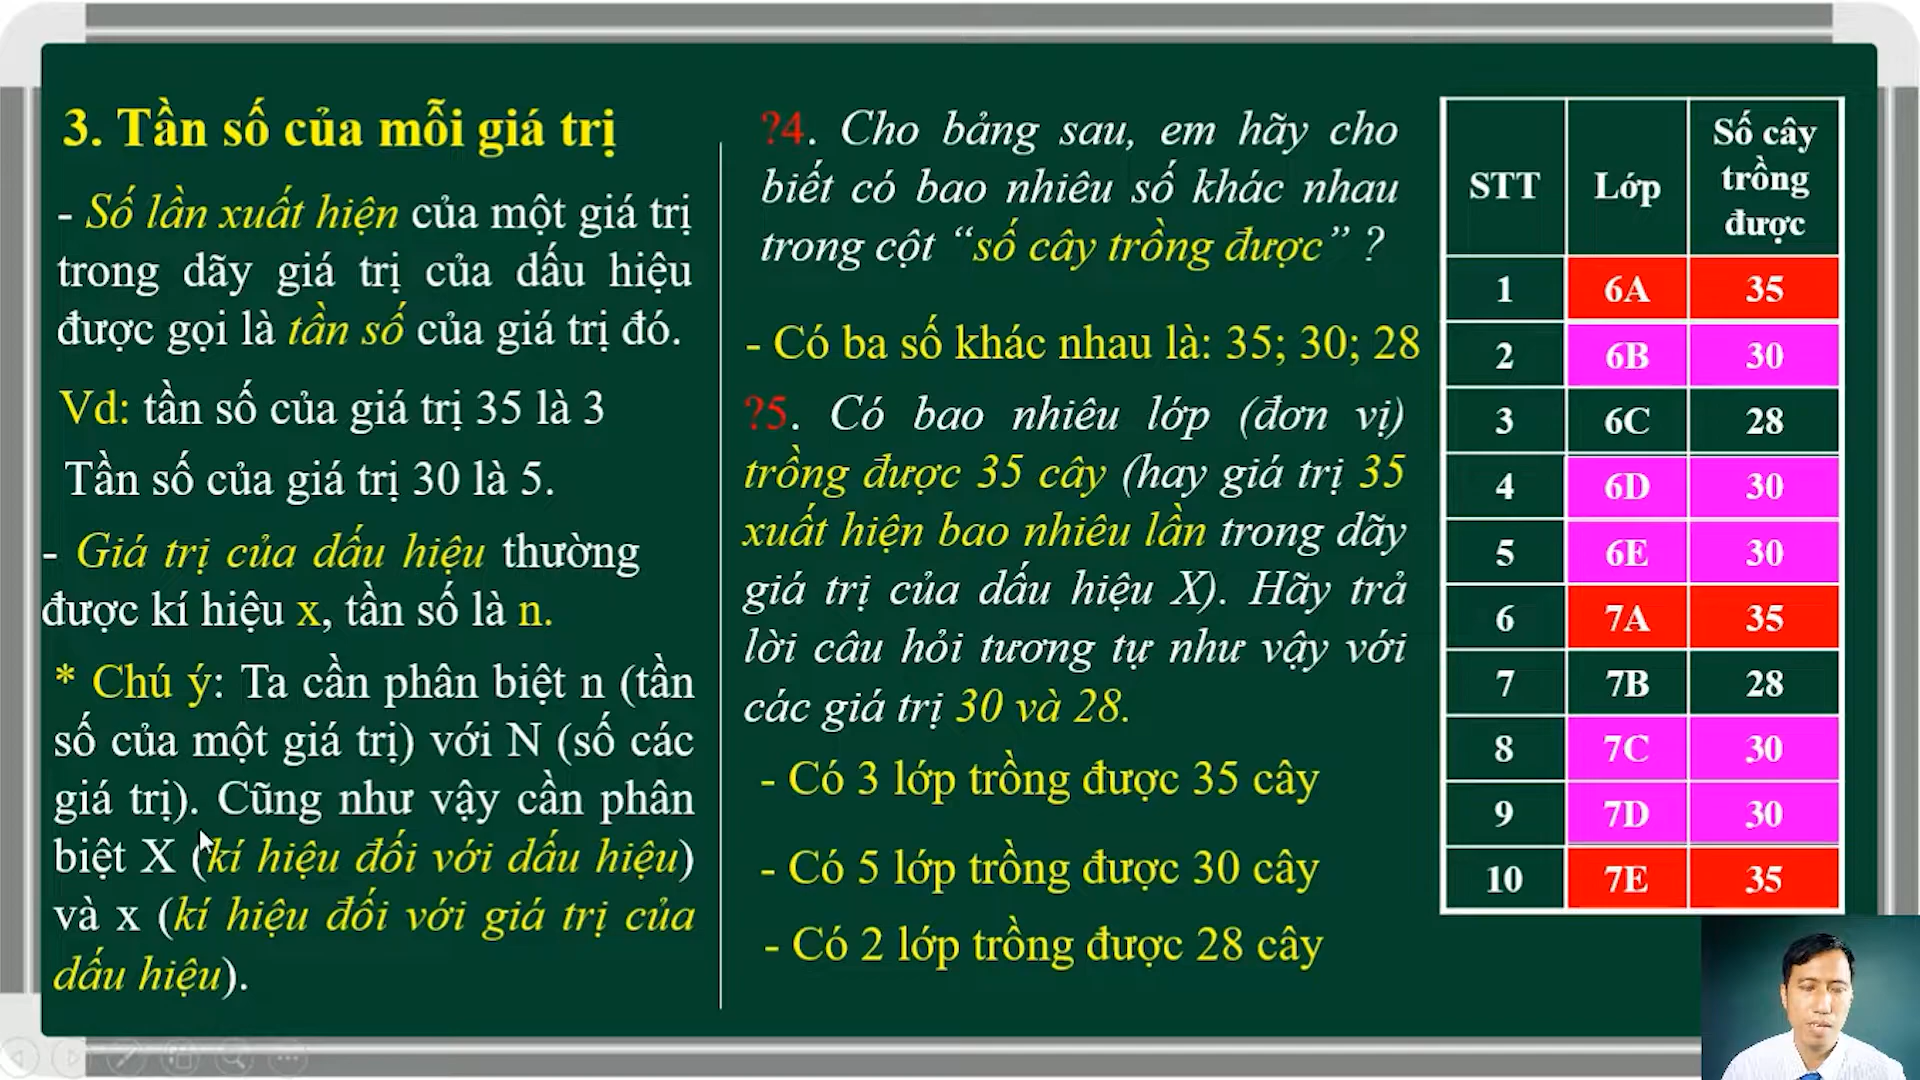 3. Tần số của mỗi giá trị
- Số lần xuất hiện của một giá trị
trong dãy giá trị của dấu hiệu
được gọi là tần số của giá trị đó.
Vd: tần số của giá trị 35 là 3
Tần số của giá trị 30 là 5.
- Giá trị của dấu hiệu thường
được kí hiệu x, tần số là n.
* Chú ý: Ta cần phân biệt n (tần
số của một giá trị) với N (số các
giá trị). Cũng như vậy cần phân
biệt X (kí hiệu đối với dấu hiệu)
và x (kí hiệu đối với giá trị của
dấu hiệu).
?4. Cho bảng sau, em hãy cho
biết có bao nhiêu số khác nhau
trong cột “số cây trồng được” ?
- Có ba số khác nhau là: 35; 30; 28
?5. Có bao nhiêu lớp (đơn vị)
trồng được 35 cây (hay giá trị 35
xuất hiện bao nhiêu lần trong dãy
giá trị của dấu hiệu X). Hãy trả
lời câu hỏi tương tự như vậy với
các giá trị 30 và 28.
- Có 3 lớp trồng được 35 cây
- Có 5 lớp trồng được 30 cây
- Có 2 lớp trồng được 28 cây
STT Lớp Số cây
trồng
được
1 6A 35
2 6B 30
3 6C 28
4 6D 30
5 6E 30
6 7A 35
7 7B 28
8 7C 30
9 7D 30
10 7E 35